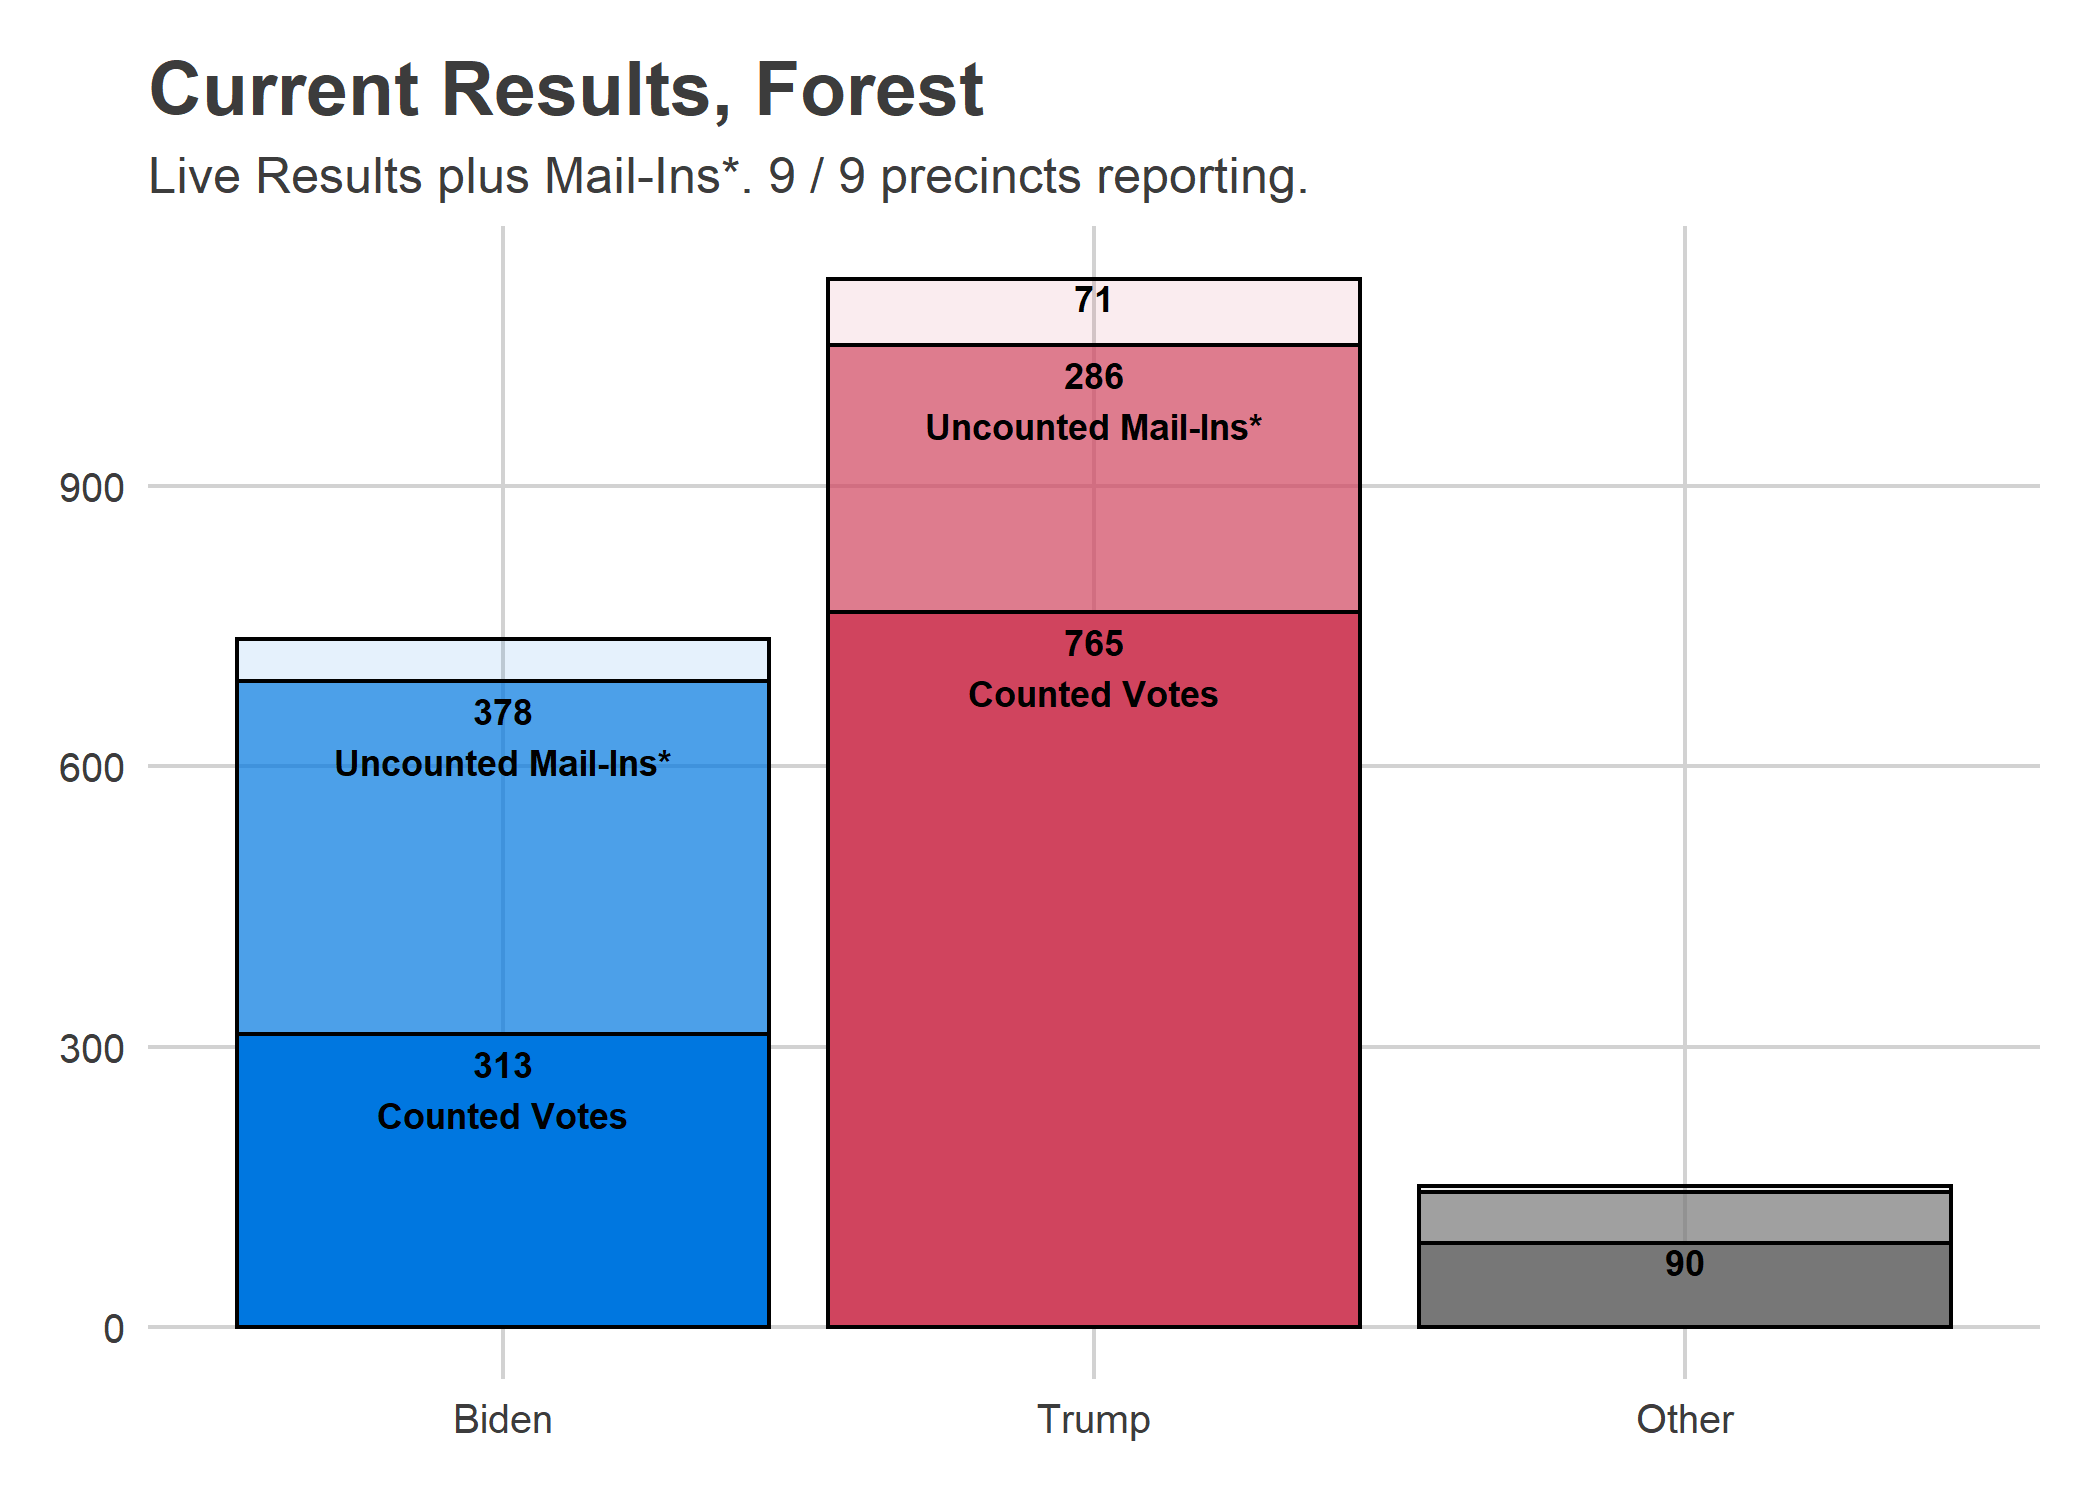 Current Results, Forest
Live Results plus Mail-Ins*. 9 / 9 precincts reporting.
71
286
Uncounted Mail-Ins*
900
765
Counted Votes
378
Uncounted Mail-Ins*
600
313
Counted Votes
300
90
0
Biden Trump Other